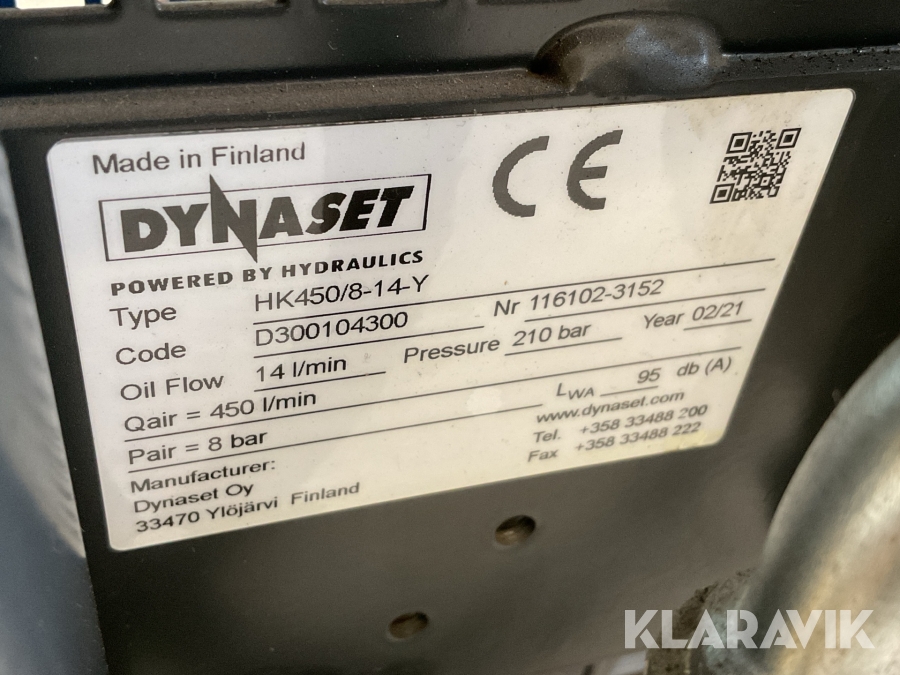 Made in Finland
CE
DYNASET
POWERED BY HYDRAULICS
Type HK450/8-14-Y
Code D300104300 Nr 116102-3152
Oil Flow 14 l/min Pressure 210 bar Year 02/21
Qair = 450 l/min
Pair = 8 bar LWA 95 db (A)
Manufacturer: www.dynaset.com
Dynaset Oy Tel. +358 33488 200
33470 Ylöjärvi Finland Fax +358 33488 222
KLARAVIK